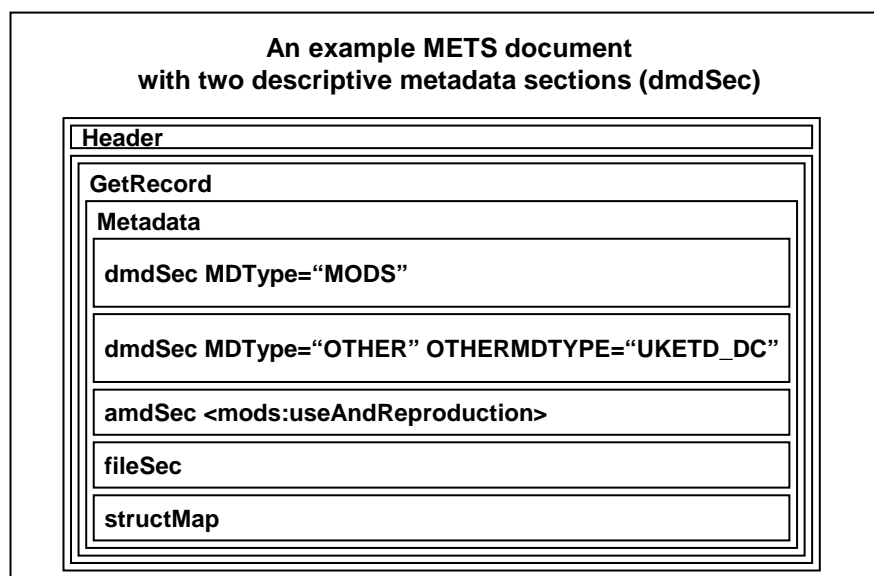 An example METS document
with two descriptive metadata sections (dmdSec)
Header
GetRecord
Metadata
dmdSec MDType=“MODS”
dmdSec MDType=“OTHER” OTHERMDTYPE=“UKETD_DC”
amdSec <mods:useAndReproduction>
fileSec
structMap